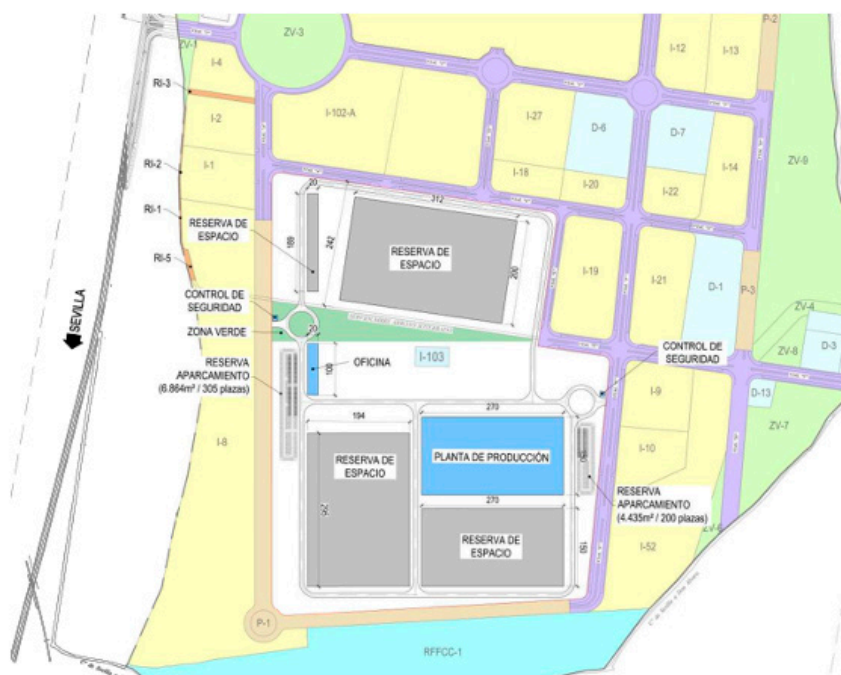 ZV-3
ZV-1
I-4
I-12
I-13
P-2
RI-3
I-2
I-102-A
I-27
D-6
D-7
ZV-9
I-1
RI-2
I-18
I-20
I-22
I-14
RI-1
20
312
RESERVA DE
ESPACIO
189
242
RESERVA DE
ESPACIO
200
RI-5
I-19
I-21
D-1
P-3
SEVILLA
CONTROL DE
SEGURIDAD
ZONA VERDE
20
ZV-4
ZV-8
D-3
OFICINA
I-103
CONTROL DE
SEGURIDAD
RESERVA
APARCAMIENTO
(6.864m² / 305 plazas)
100
I-9
D-13
ZV-7
194
270
I-8
I-10
RESERVA DE
ESPACIO
PLANTA DE PRODUCCIÓN
RESERVA
APARCAMIENTO
(4.435m² / 200 plazas)
270
RESERVA DE
ESPACIO
150
I-52
P-1
RFFCC-1